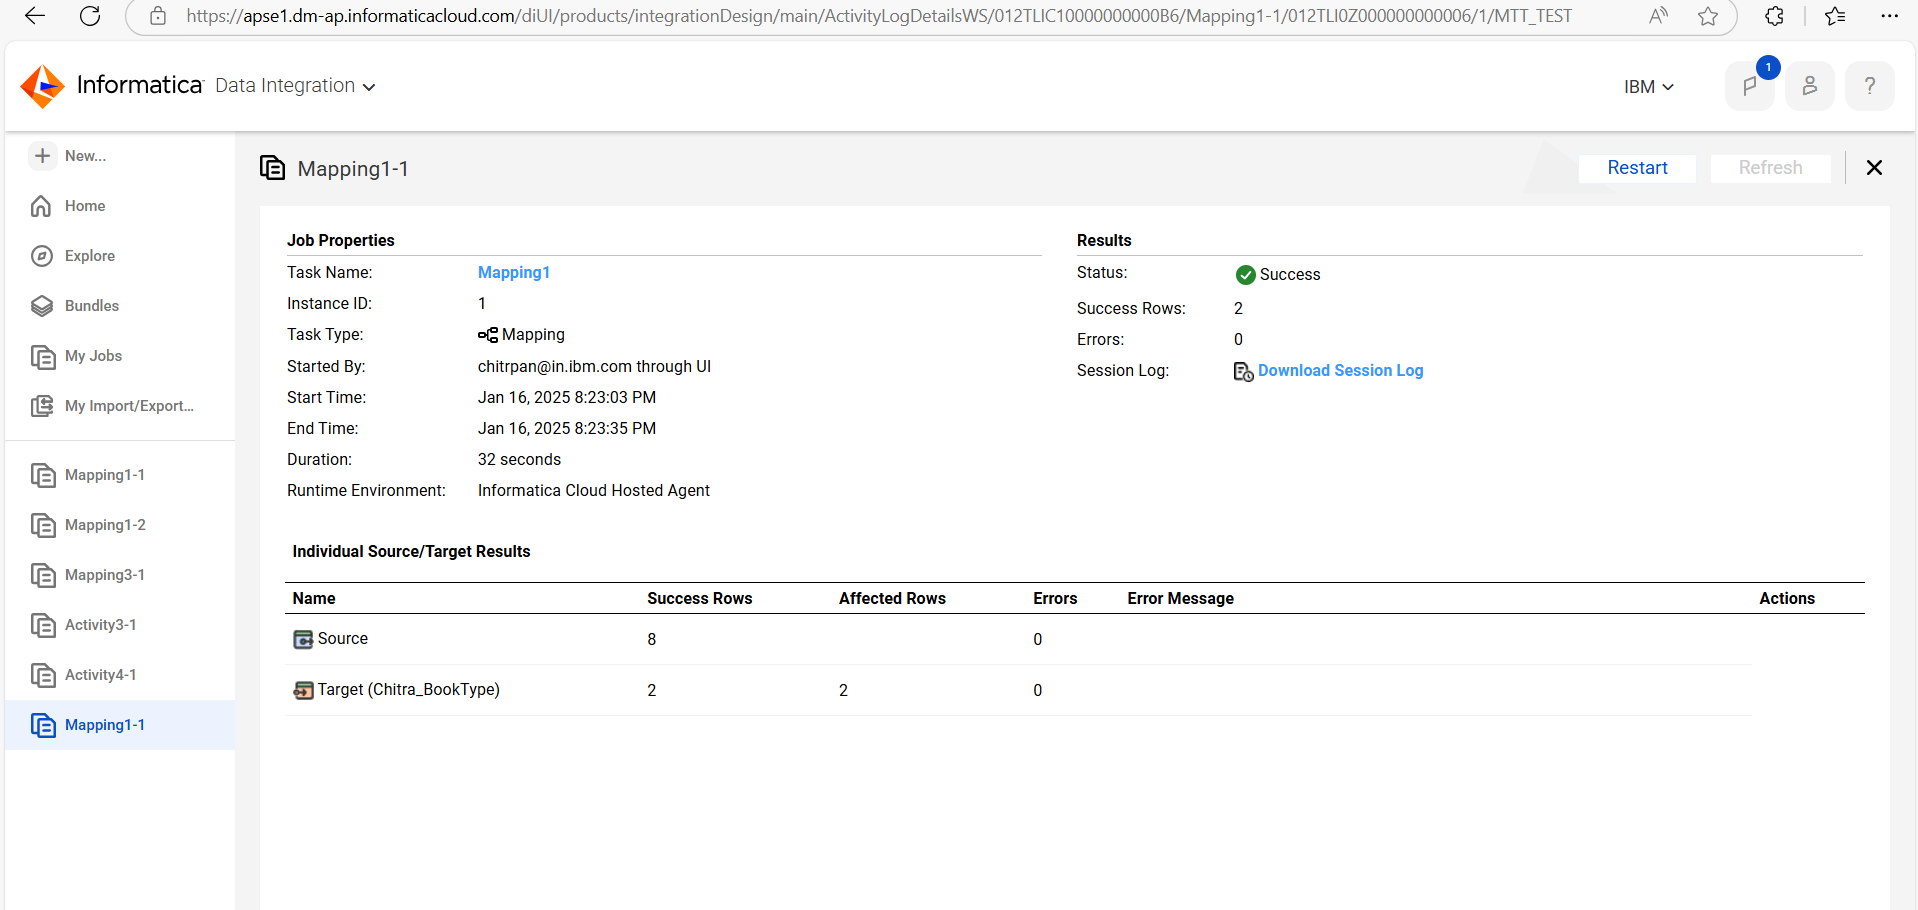 https://apse1.dm-ap.informaticacloud.com/diUI/products/integrationDesign/main/ActivityLogDetailsWS/012TLIC10000000000B6/Mapping1-1/012TLI0Z000000000006/1/MTT_TEST
Informatica Data Integration
IBM
1
?
New...
Home
Explore
Bundles
My Jobs
My Import/Export...
Mapping1-1
Mapping1-2
Mapping3-1
Activity3-1
Activity4-1
Mapping1-1
Mapping1-1
Restart
Refresh
Job Properties
Task Name: Mapping1
Instance ID: 1
Task Type: Mapping
Started By: chitrpan@in.ibm.com through UI
Start Time: Jan 16, 2025 8:23:03 PM
End Time: Jan 16, 2025 8:23:35 PM
Duration: 32 seconds
Runtime Environment: Informatica Cloud Hosted Agent
Results
Status: Success
Success Rows: 2
Errors: 0
Session Log: Download Session Log
Individual Source/Target Results
Name Success Rows Affected Rows Errors Error Message Actions
Source 8 0
Target (Chitra_BookType) 2 2 0